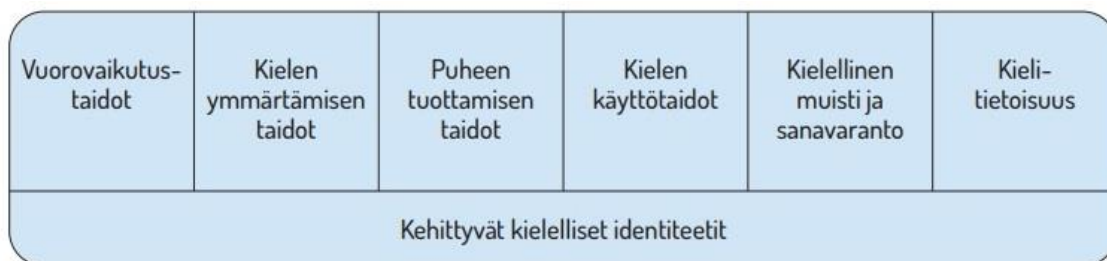 Vuorovaikutus-
taidot
Kielen
ymmärtämisen
taidot
Puheen
tuottamisen
taidot
Kielen
käyttötaidot
Kielellinen
muisti ja
sanavaranto
Kieli-
tietoisuus
Kehittyvät kielelliset identiteetit